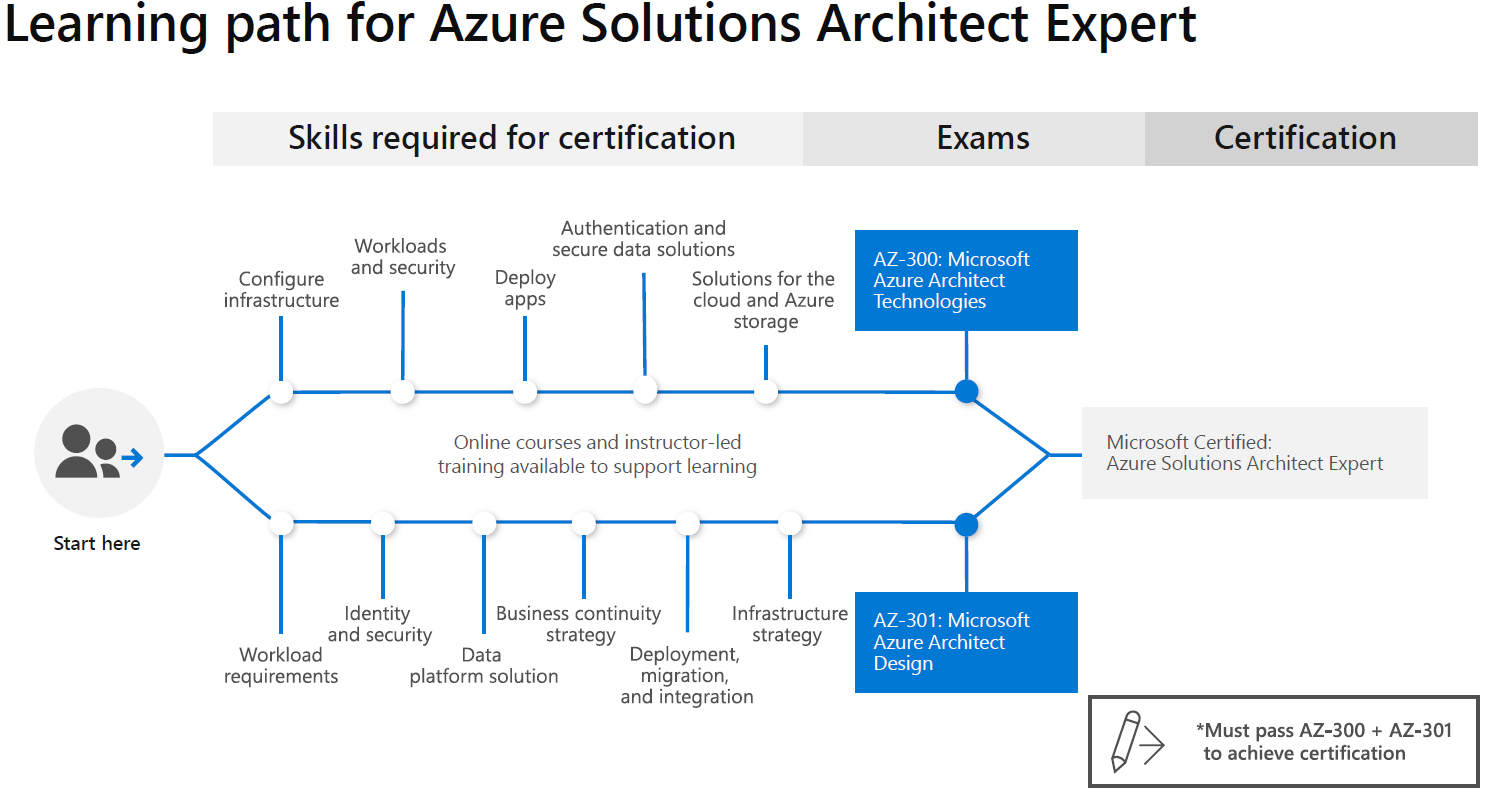 Learning path for Azure Solutions Architect Expert
Skills required for certification
Exams
Certification
Configure
infrastructure
Workloads
and security
Deploy
apps
Authentication and
secure data solutions
Solutions for the
cloud and Azure
storage
AZ-300: Microsoft
Azure Architect
Technologies
Start here
Online courses and instructor-led
training available to support learning
Microsoft Certified:
Azure Solutions Architect Expert
Workload
requirements
Identity
and security
Data
platform solution
Business continuity
strategy
Deployment,
migration,
and integration
Infrastructure
strategy
AZ-301: Microsoft
Azure Architect
Design
*Must pass AZ-300 + AZ-301
to achieve certification